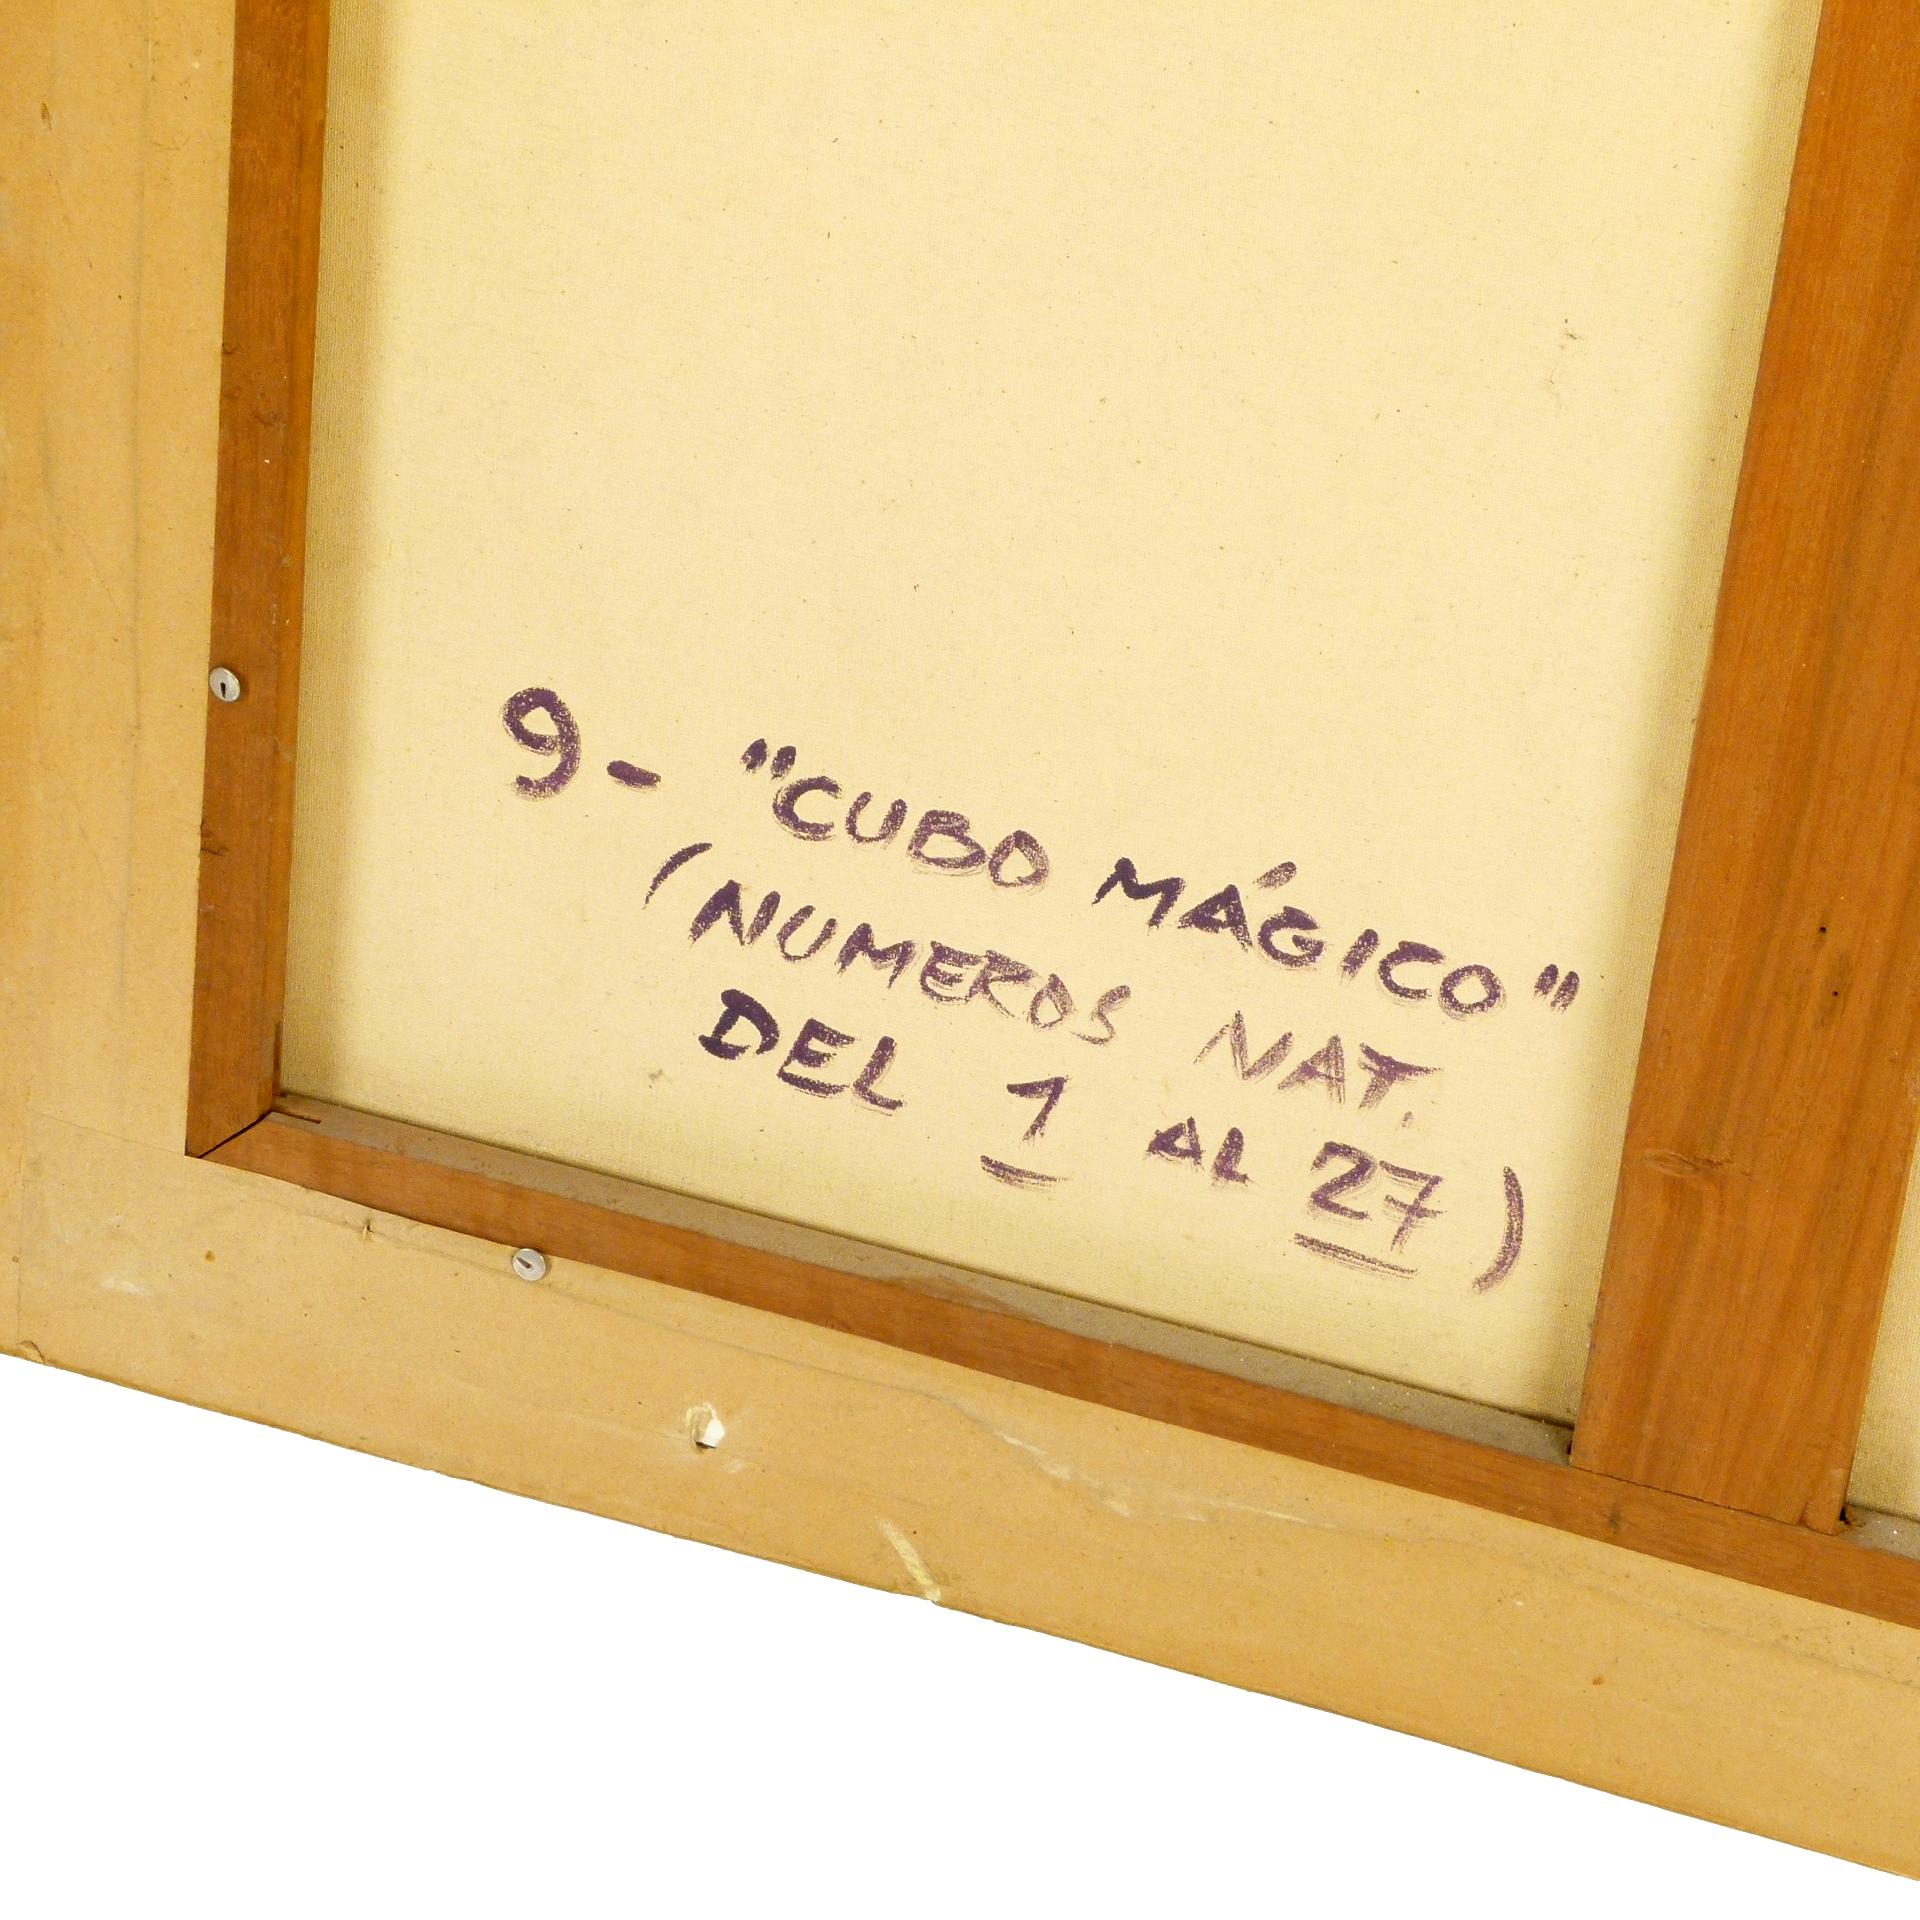 9- "CUBO MÁGICO"
(NUMEROS NAT.
DEL 1 AL 27)